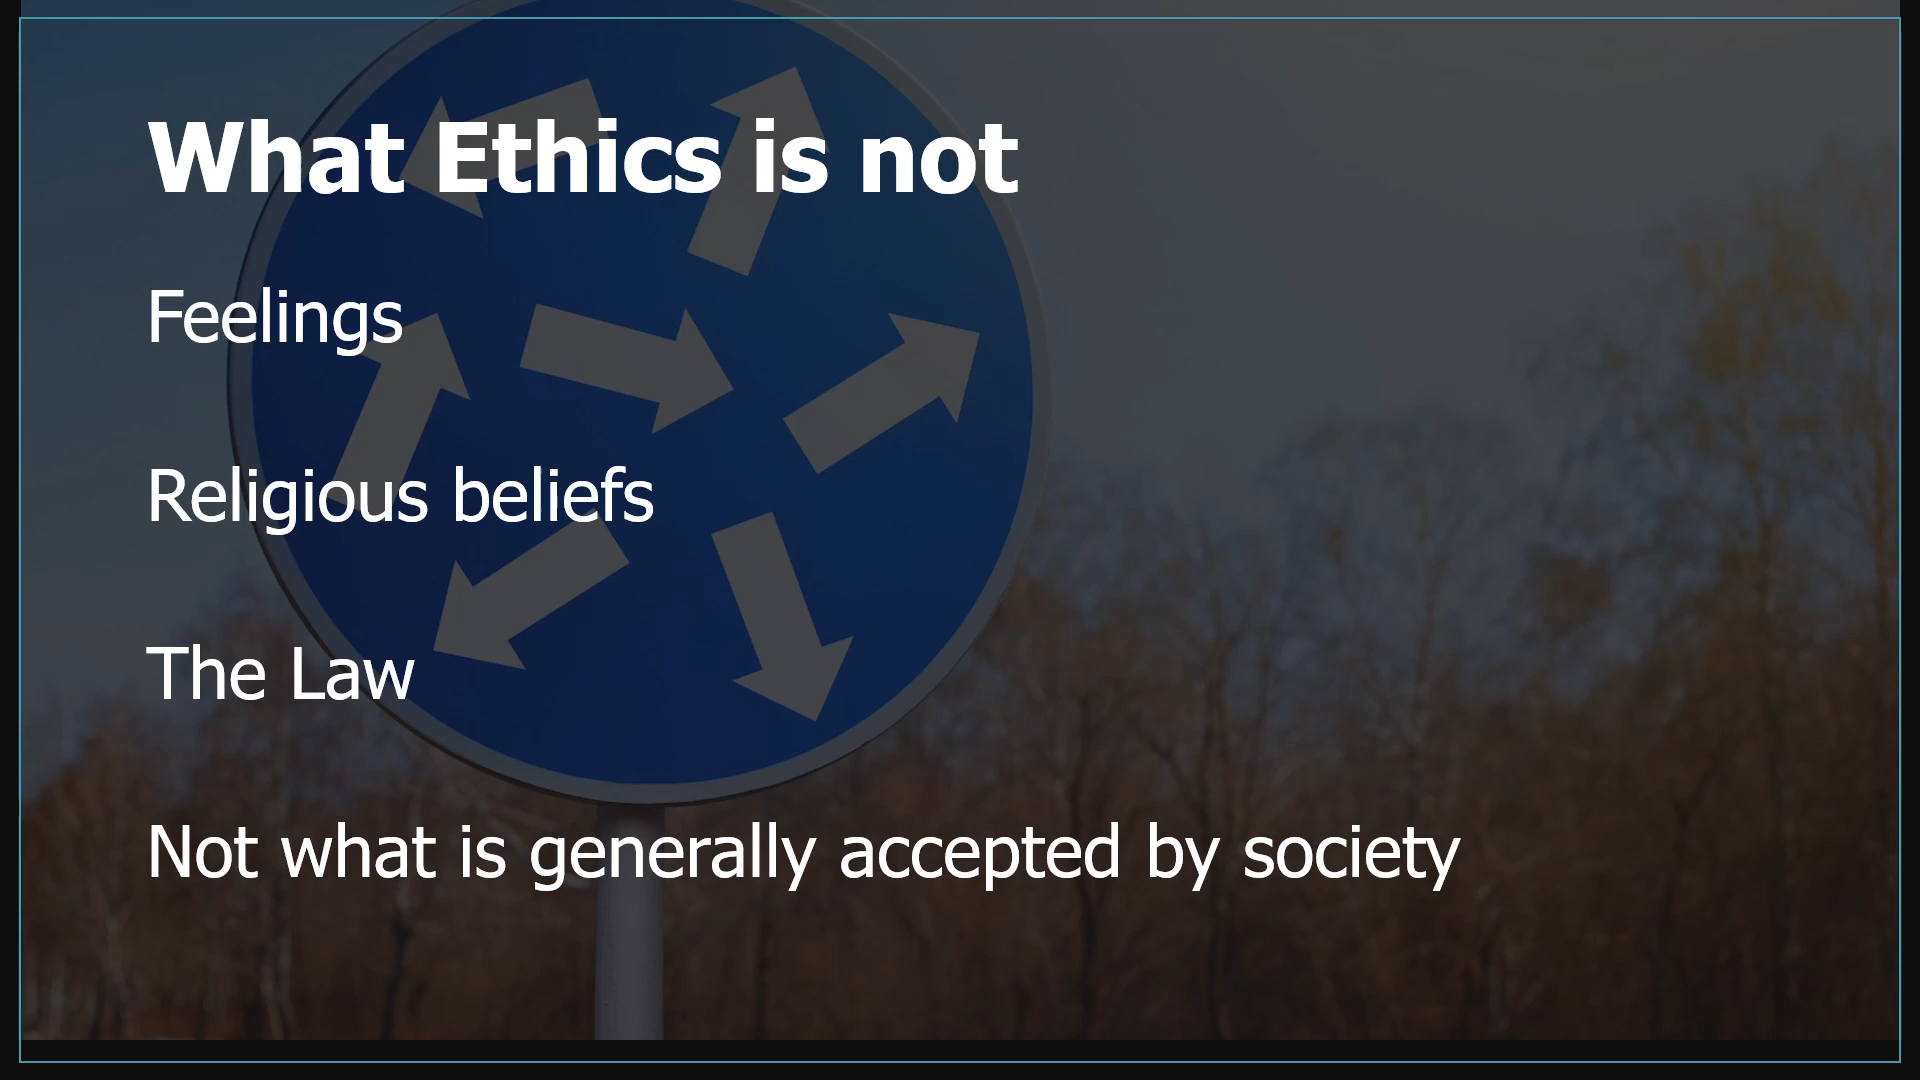 What Ethics is not
Feelings
Religious beliefs
The Law
Not what is generally accepted by society